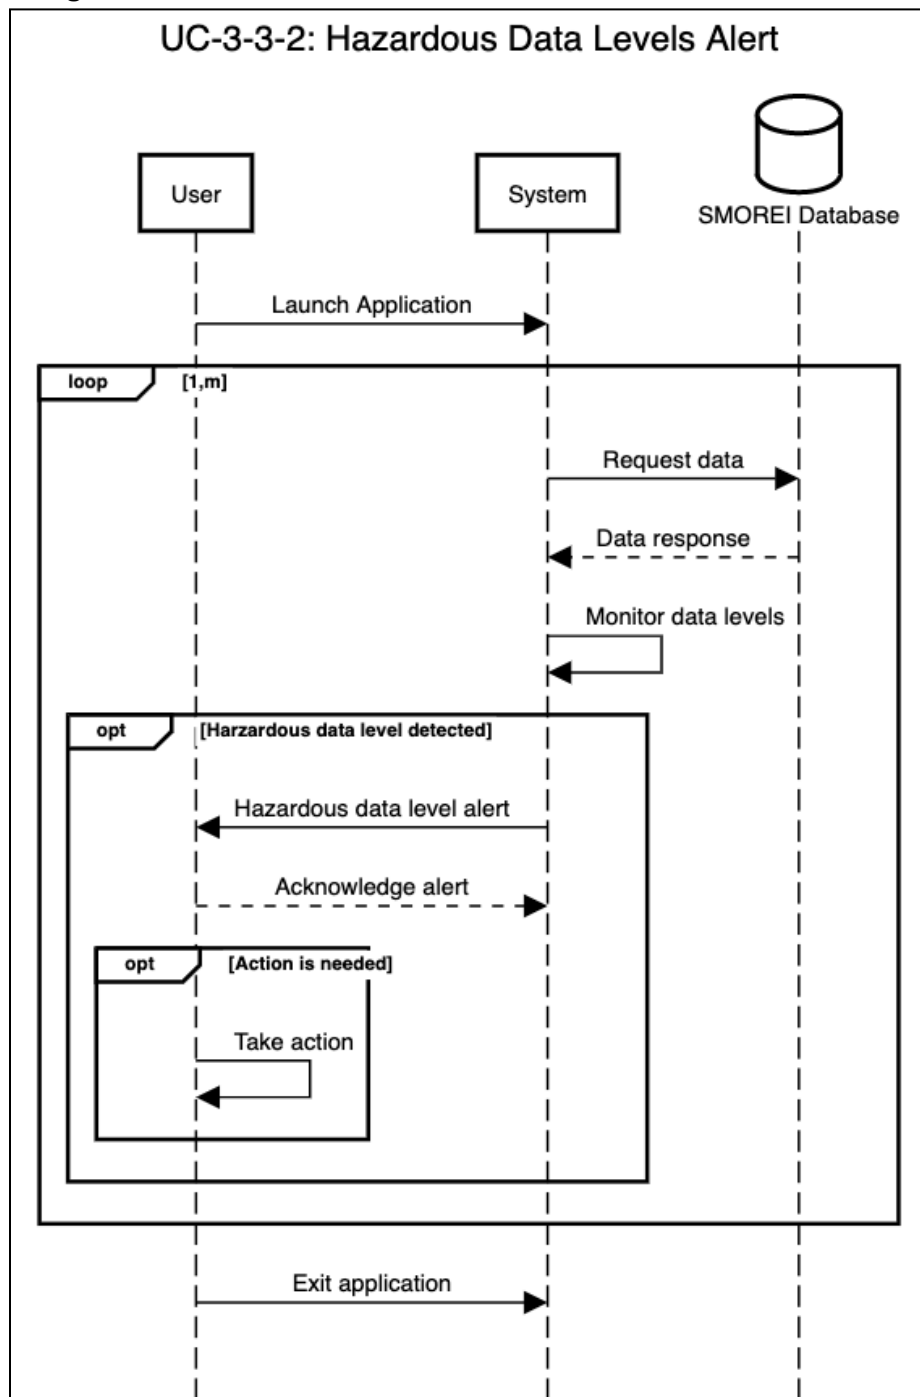 UC-3-3-2: Hazardous Data Levels Alert
User
System
SMOREI Database
Launch Application
loop [1,m]
Request data
Data response
Monitor data levels
opt [Harzardous data level detected]
Hazardous data level alert
Acknowledge alert
opt [Action is needed]
Take action
Exit application